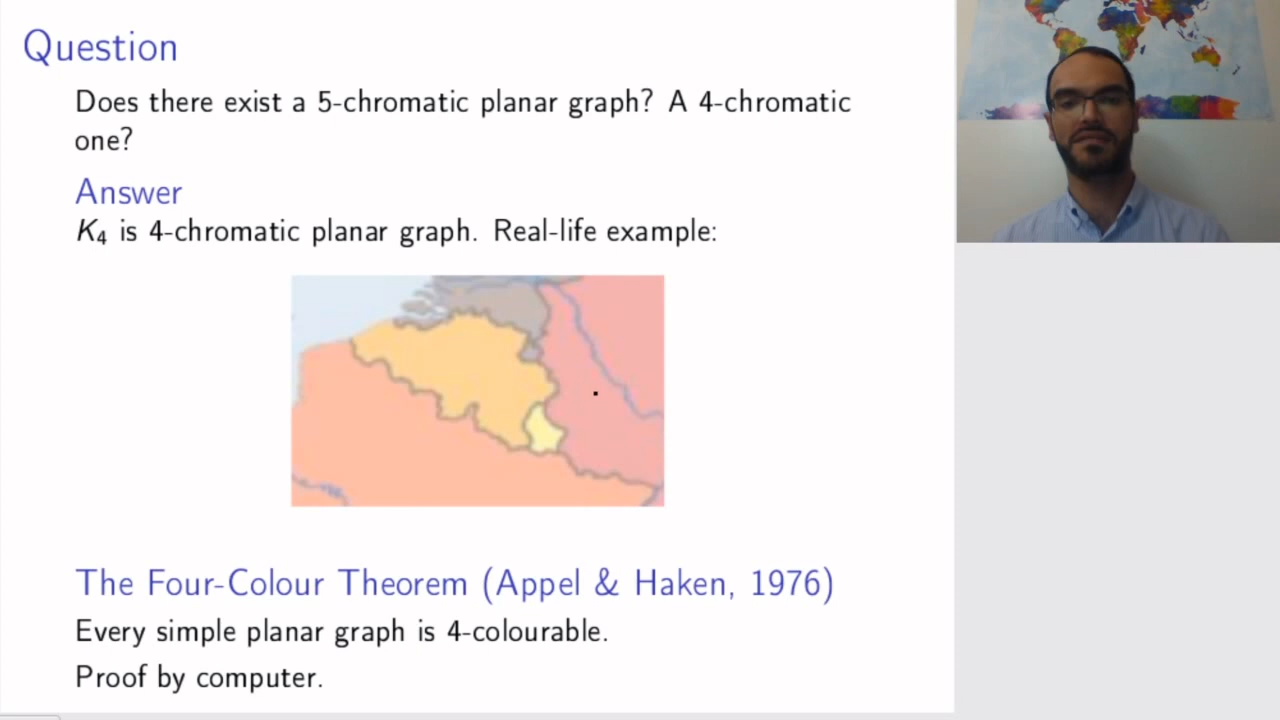 Question
Does there exist a 5-chromatic planar graph? A 4-chromatic
one?
Answer
K₄ is 4-chromatic planar graph. Real-life example:
The Four-Colour Theorem (Appel & Haken, 1976)
Every simple planar graph is 4-colourable.
Proof by computer.